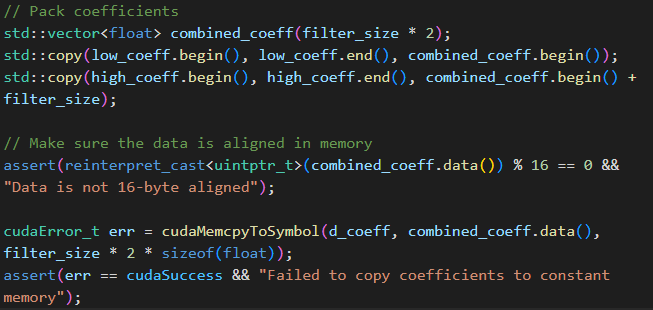 // Pack coefficients
std::vector<float> combined_coeff(filter_size * 2);
std::copy(low_coeff.begin(), low_coeff.end(), combined_coeff.begin());
std::copy(high_coeff.begin(), high_coeff.end(), combined_coeff.begin() +
filter_size);

// Make sure the data is aligned in memory
assert(reinterpret_cast<uintptr_t>(combined_coeff.data()) % 16 == 0 &&
"Data is not 16-byte aligned");

cudaError_t err = cudaMemcpyToSymbol(d_coeff, combined_coeff.data(),
filter_size * 2 * sizeof(float));
assert(err == cudaSuccess && "Failed to copy coefficients to constant
memory");